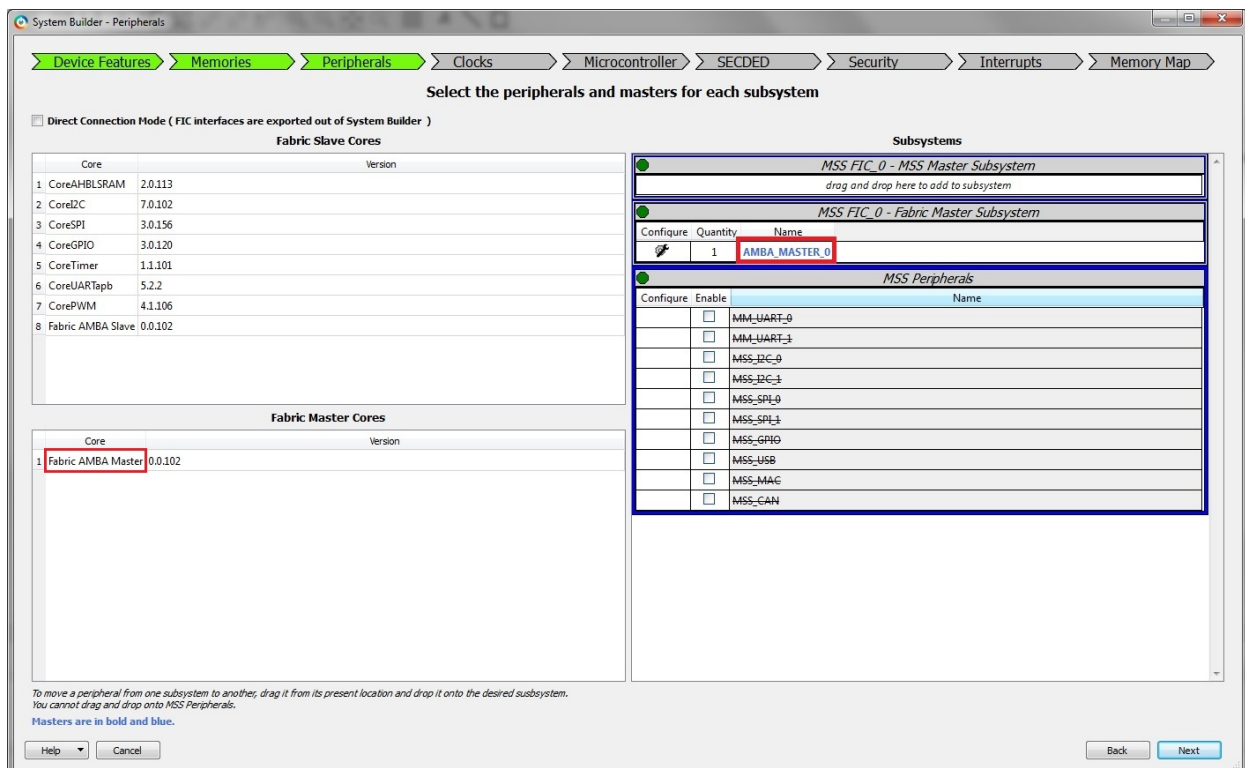 System Builder - Peripherals
Device Features Memories Peripherals Clocks Microcontroller SECDED Security Interrupts Memory Map
Select the peripherals and masters for each subsystem
Direct Connection Mode ( FIC interfaces are exported out of System Builder )
Fabric Slave Cores
Core Version
1 CoreAHBLSRAM 2.0.113
2 CoreI2C 7.0.102
3 CoreSPI 3.0.156
4 CoreGPIO 3.0.120
5 CoreTimer 1.1.101
6 CoreUARTapb 5.2.2
7 CorePWM 4.1.106
8 Fabric AMBA Slave 0.0.102
Fabric Master Cores
Core Version
1 Fabric AMBA Master 0.0.102
Subsystems
MSS FIC_0 - MSS Master Subsystem
drag and drop here to add to subsystem
MSS FIC_0 - Fabric Master Subsystem
Configure Quantity Name
1 AMBA_MASTER_0
MSS Peripherals
Configure Enable Name
MM_UART_0
MM_UART_1
MSS_I2C_0
MSS_I2C_1
MSS_SPI_0
MSS_SPI_1
MSS_GPIO
MSS_USB
MSS_MAC
MSS_CAN
To move a peripheral from one subsystem to another, drag it from its present location and drop it onto the desired susbsystem.
You cannot drag and drop onto MSS Peripherals.
Masters are in bold and blue.
Help Cancel Back Next